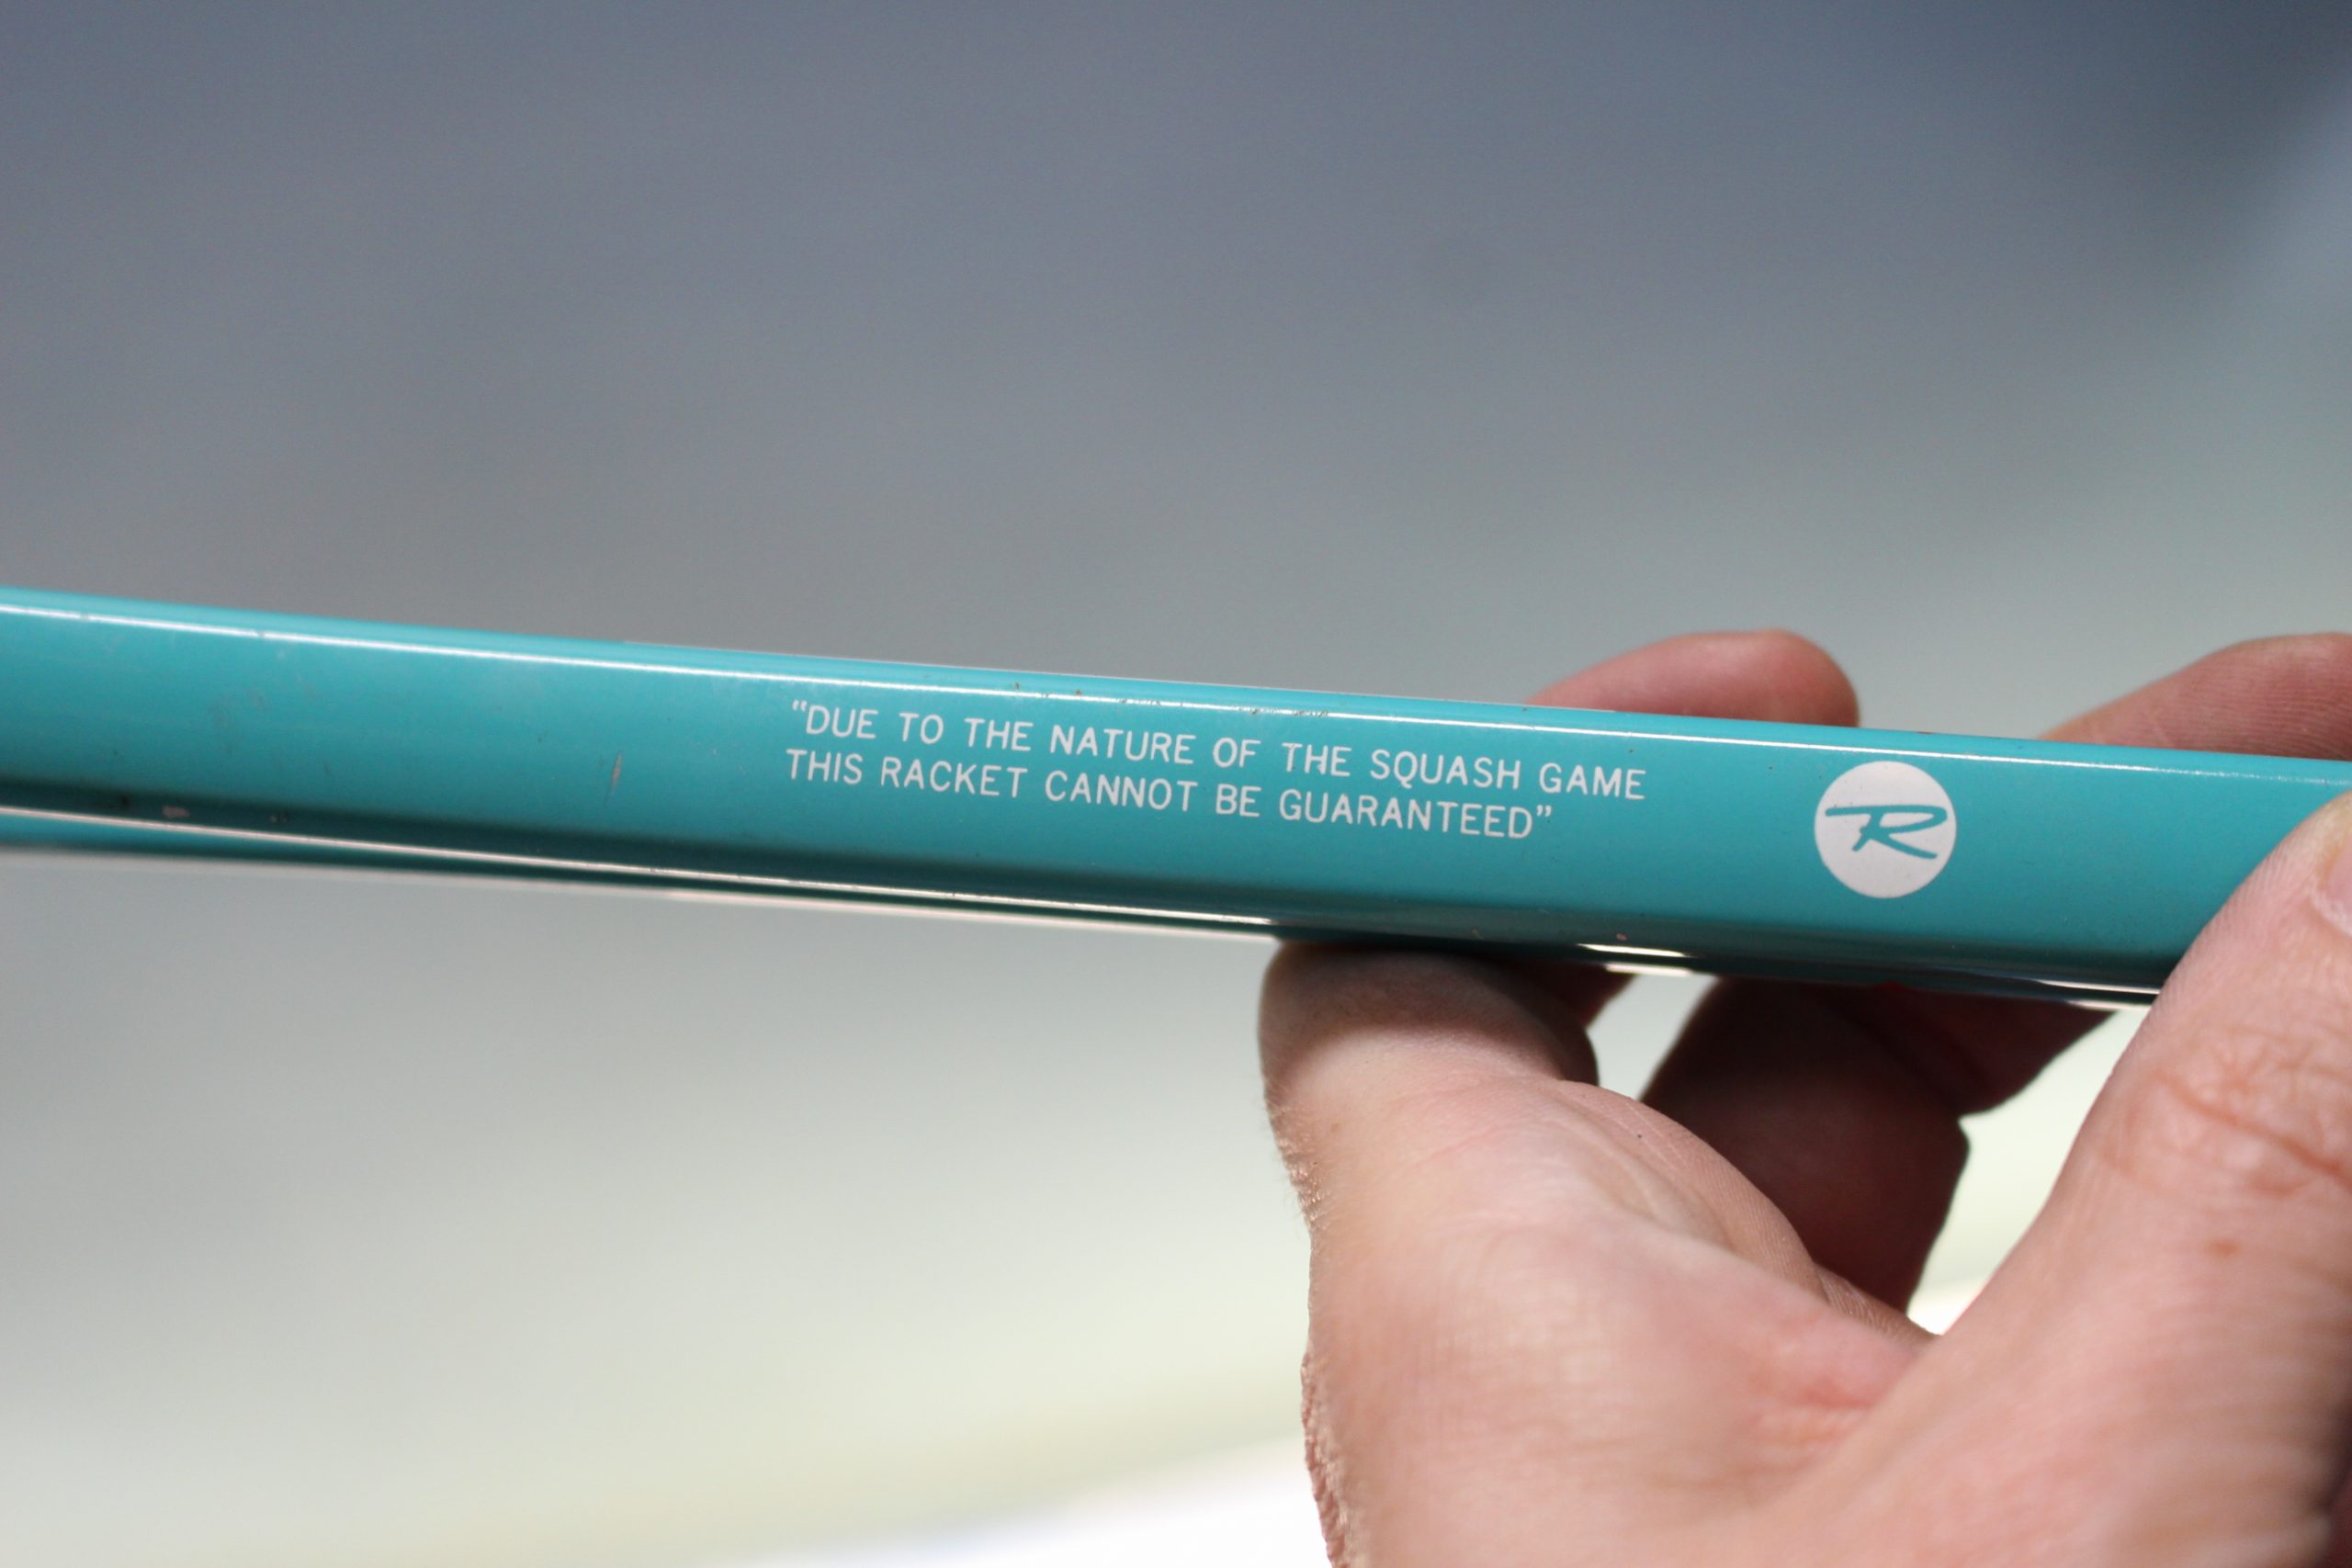 “DUE TO THE NATURE OF THE SQUASH GAME
THIS RACKET CANNOT BE GUARANTEED”
R